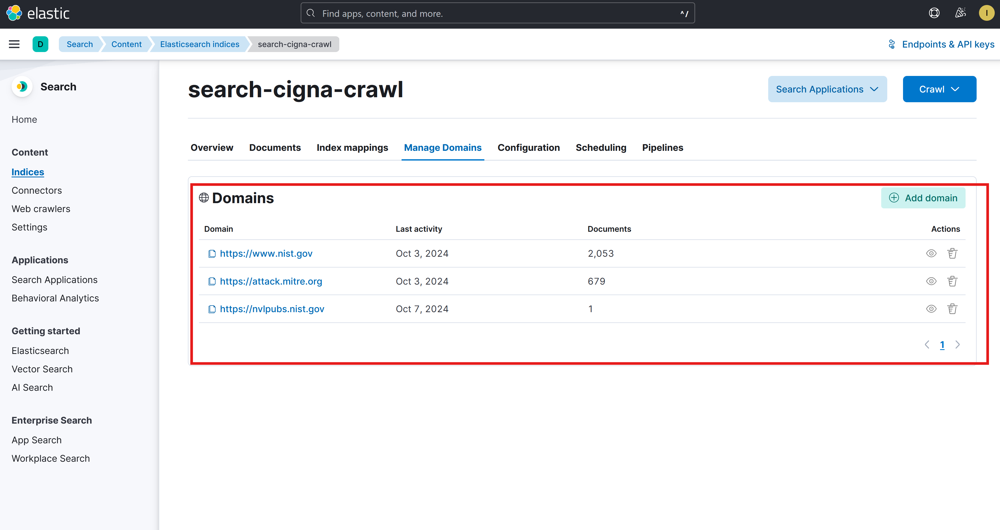 elastic
Find apps, content, and more.
^ /
I
D
Search
Content
Elasticsearch indices
search-cigna-crawl
Endpoints & API keys
Search
Home
Content
Indices
Connectors
Web crawlers
Settings
Applications
Search Applications
Behavioral Analytics
Getting started
Elasticsearch
Vector Search
AI Search
Enterprise Search
App Search
Workplace Search
search-cigna-crawl
Search Applications
Crawl
Overview Documents Index mappings Manage Domains Configuration Scheduling Pipelines
Domains
Add domain
Domain Last activity Documents Actions
https://www.nist.gov Oct 3, 2024 2,053
https://attack.mitre.org Oct 3, 2024 679
https://nvlpubs.nist.gov Oct 7, 2024 1
1